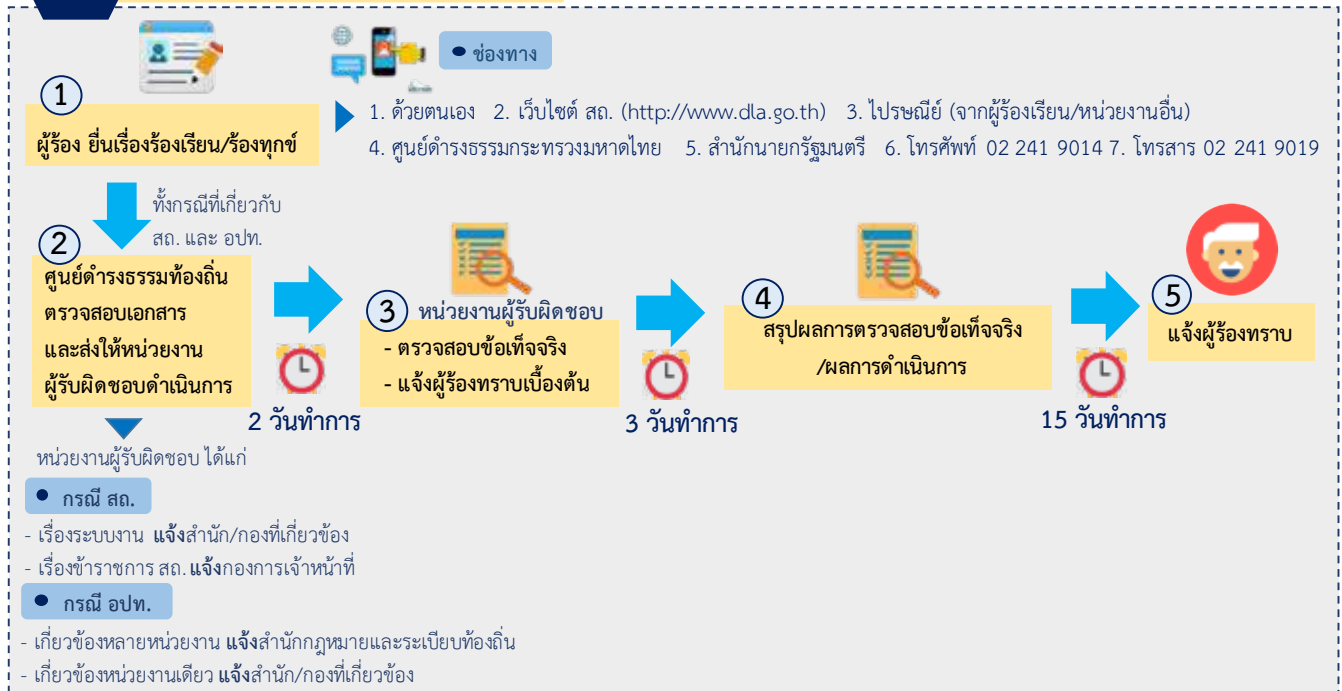 ● ช่องทาง
1
ผู้ร้อง ยื่นเรื่องร้องเรียน/ร้องทุกข์
1. ด้วยตนเอง 2. เว็บไซต์ สถ. (http://www.dla.go.th) 3. ไปรษณีย์ (จากผู้ร้องเรียน/หน่วยงานอื่น)
4. ศูนย์ดำรงธรรมกระทรวงมหาดไทย 5. สำนักนายกรัฐมนตรี 6. โทรศัพท์ 02 241 9014 7. โทรสาร 02 241 9019
ทั้งกรณีที่เกี่ยวกับ
สถ. และ อปท.
2
ศูนย์ดำรงธรรมท้องถิ่น
ตรวจสอบเอกสาร
และส่งให้หน่วยงาน
ผู้รับผิดชอบดำเนินการ
2 วันทำการ
3 หน่วยงานผู้รับผิดชอบ
- ตรวจสอบข้อเท็จจริง
- แจ้งผู้ร้องทราบเบื้องต้น
3 วันทำการ
4
สรุปผลการตรวจสอบข้อเท็จจริง
/ผลการดำเนินการ
15 วันทำการ
5
แจ้งผู้ร้องทราบ
หน่วยงานผู้รับผิดชอบ ได้แก่
● กรณี สถ.
- เรื่องระบบงาน แจ้งสำนัก/กองที่เกี่ยวข้อง
- เรื่องข้าราชการ สถ. แจ้งกองการเจ้าหน้าที่
● กรณี อปท.
- เกี่ยวข้องหลายหน่วยงาน แจ้งสำนักกฎหมายและระเบียบท้องถิ่น
- เกี่ยวข้องหน่วยงานเดียว แจ้งสำนัก/กองที่เกี่ยวข้อง